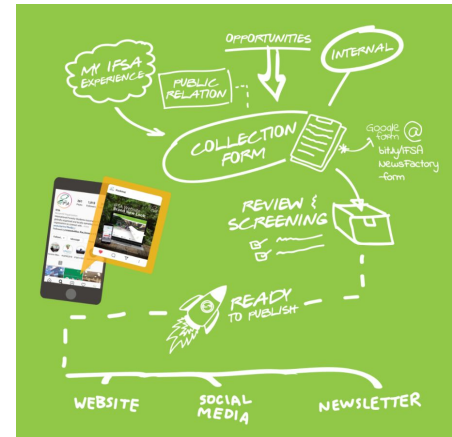 OPPORTUNITIES
INTERNAL
MY IFSA
EXPERIENCE
PUBLIC
RELATION
COLLECTION
FORM
Google
form @
bit.ly/IFSA
NewsFactory
-form
REVIEW &
SCREENING
READY
TO PUBLISH
WEBSITE
SOCIAL
MEDIA
NEWSLETTER